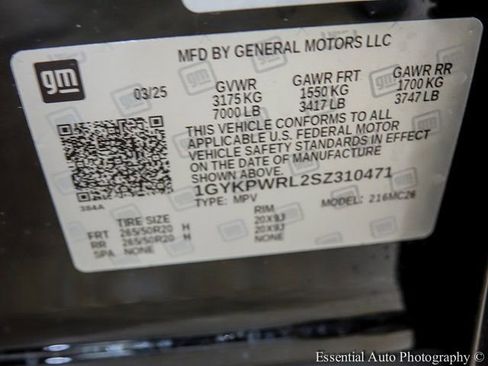 MFD BY GENERAL MOTORS LLC
gm
03/25
GVWR GAWR FRT GAWR RR
3175 KG 1550 KG 1700 KG
7000 LB 3417 LB 3747 LB
THIS VEHICLE CONFORMS TO ALL
APPLICABLE U.S. FEDERAL MOTOR
VEHICLE SAFETY STANDARDS IN EFFECT
ON THE DATE OF MANUFACTURE
SHOWN ABOVE.
1GYKPWRL2SZ310471
TYPE: MPV MODEL: 216MC26
384A
TIRE SIZE RIM
FRT 265/50R20 H 20X9J
RR 265/50R20 H 20X9J
SPA NONE NONE
Essential Auto Photography ©